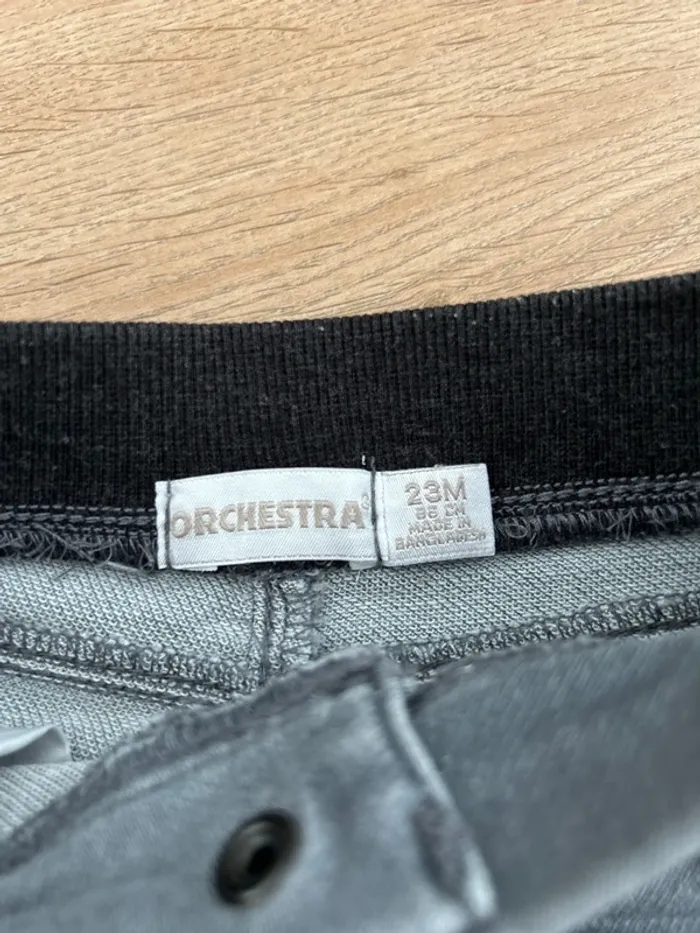 ORCHESTRA®
23M
86 CM
MADE IN
BANGLADESH